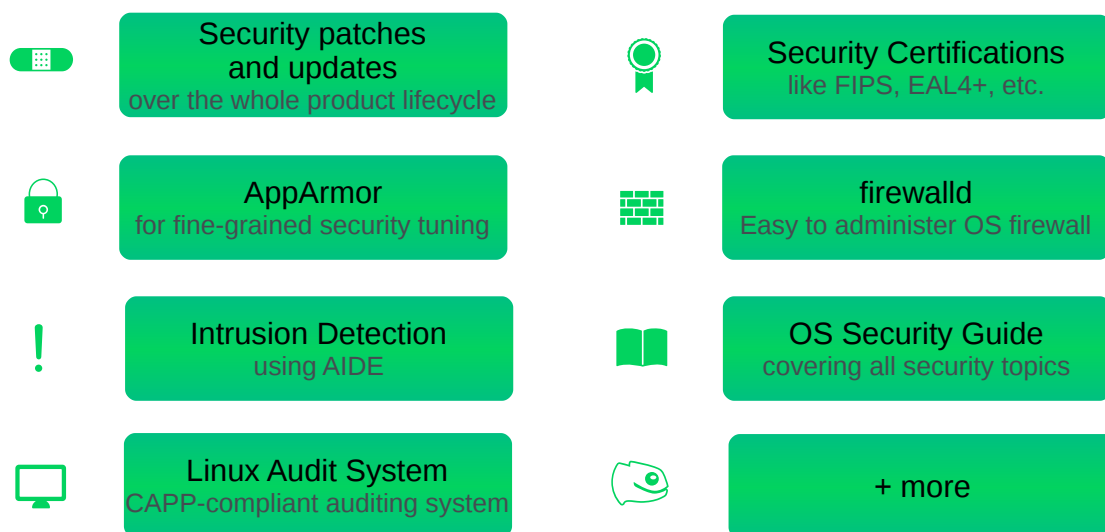 Security patches
and updates
over the whole product lifecycle
Security Certifications
like FIPS, EAL4+, etc.
AppArmor
for fine-grained security tuning
firewalld
Easy to administer OS firewall
Intrusion Detection
using AIDE
OS Security Guide
covering all security topics
Linux Audit System
CAPP-compliant auditing system
+ more